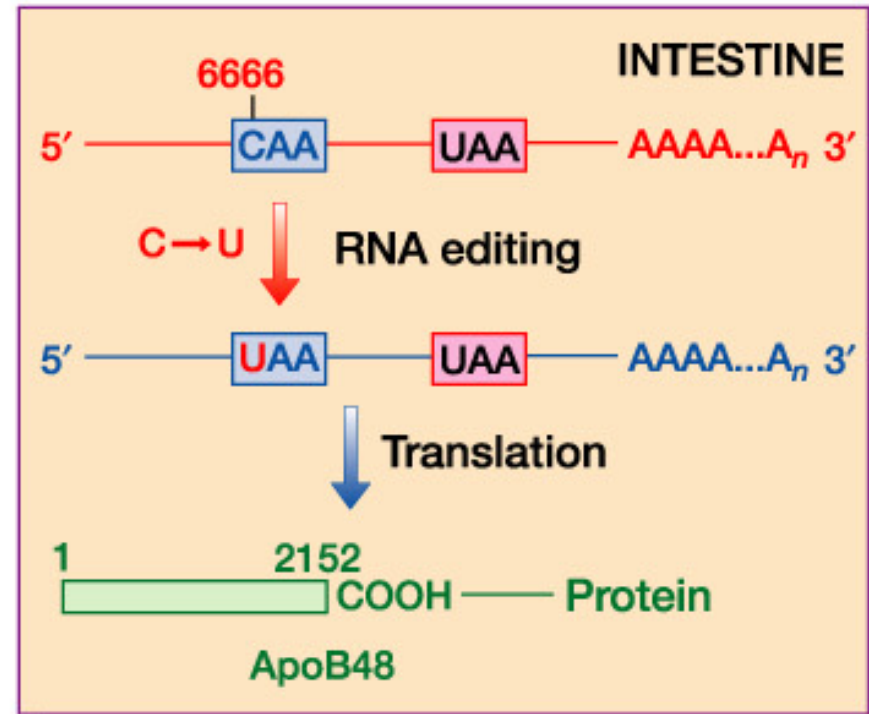 INTESTINE
6666
5′ CAA UAA AAAA...An 3′
C→U RNA editing
5′ UAA UAA AAAA...An 3′
Translation
1 2152
COOH Protein
ApoB48